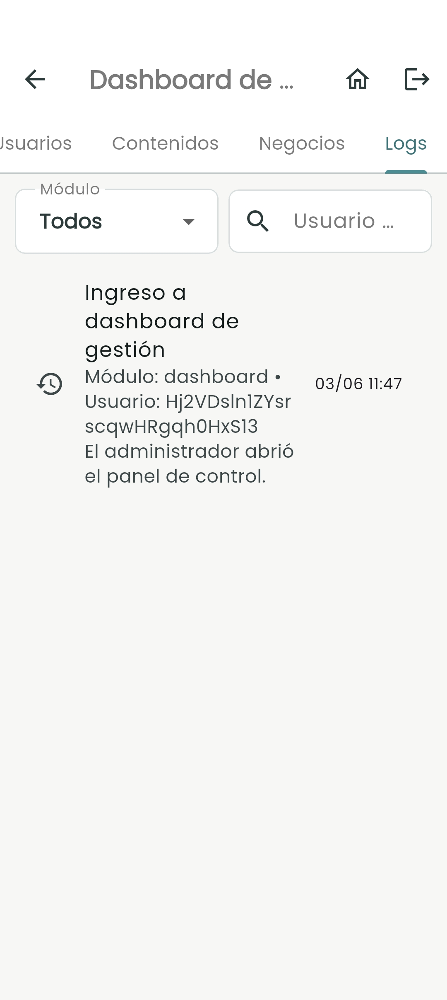 Dashboard de ...
Usuarios Contenidos Negocios Logs
Módulo
Todos
Usuario ...
Ingreso a
dashboard de
gestión
Módulo: dashboard •
Usuario: Hj2VDsln1ZYsr
scqwHRgqh0HxS13
El administrador abrió
el panel de control.
03/06 11:47